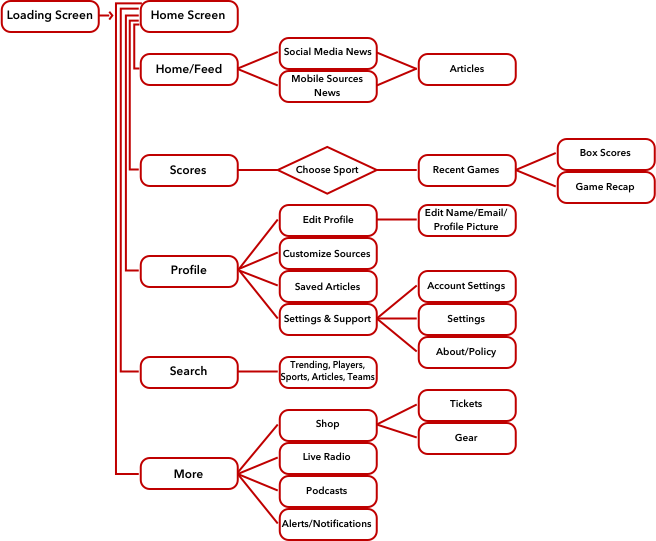 Loading Screen
Home Screen
Home/Feed
Social Media News
Mobile Sources
News
Articles
Scores
Choose Sport
Recent Games
Box Scores
Game Recap
Profile
Edit Profile
Edit Name/Email/
Profile Picture
Customize Sources
Saved Articles
Settings & Support
Account Settings
Settings
About/Policy
Search
Trending, Players,
Sports, Articles, Teams
More
Shop
Tickets
Gear
Live Radio
Podcasts
Alerts/Notifications